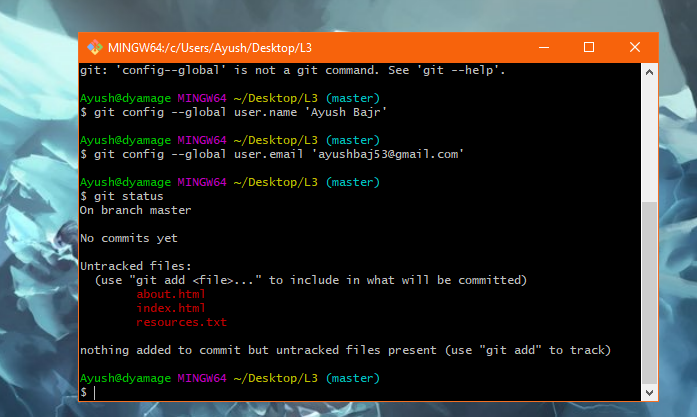 MINGW64:/c/Users/Ayush/Desktop/L3
git: 'config--global' is not a git command. See 'git --help'.
Ayush@dyamage MINGW64 ~/Desktop/L3 (master)
$ git config --global user.name 'Ayush Bajr'
Ayush@dyamage MINGW64 ~/Desktop/L3 (master)
$ git config --global user.email 'ayushbaj53@gmail.com'
Ayush@dyamage MINGW64 ~/Desktop/L3 (master)
$ git status
On branch master
No commits yet
Untracked files:
(use "git add <file>..." to include in what will be committed)
about.html
index.html
resources.txt
nothing added to commit but untracked files present (use "git add" to track)
Ayush@dyamage MINGW64 ~/Desktop/L3 (master)
$